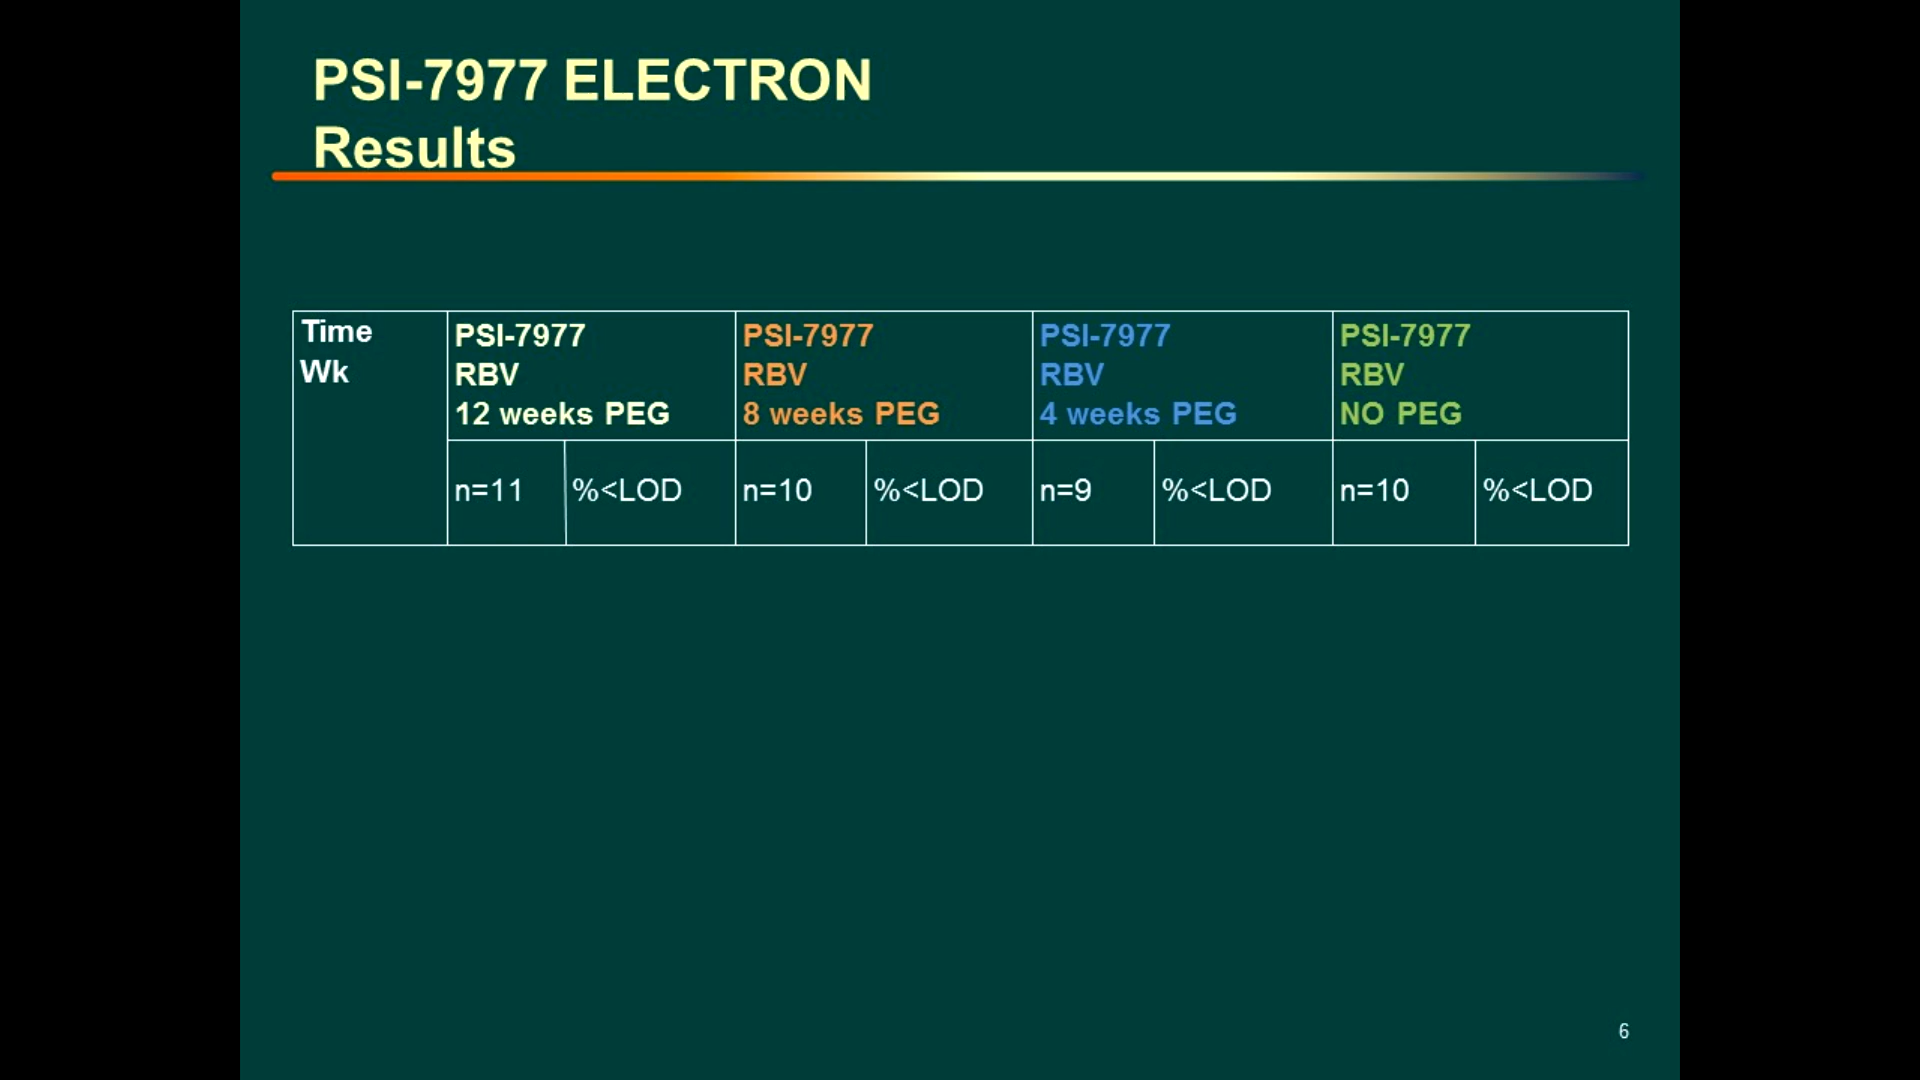 PSI-7977 ELECTRON
Results
Time
Wk
PSI-7977
RBV
12 weeks PEG
PSI-7977
RBV
8 weeks PEG
PSI-7977
RBV
4 weeks PEG
PSI-7977
RBV
NO PEG
n=11 %<LOD n=10 %<LOD n=9 %<LOD n=10 %<LOD
6